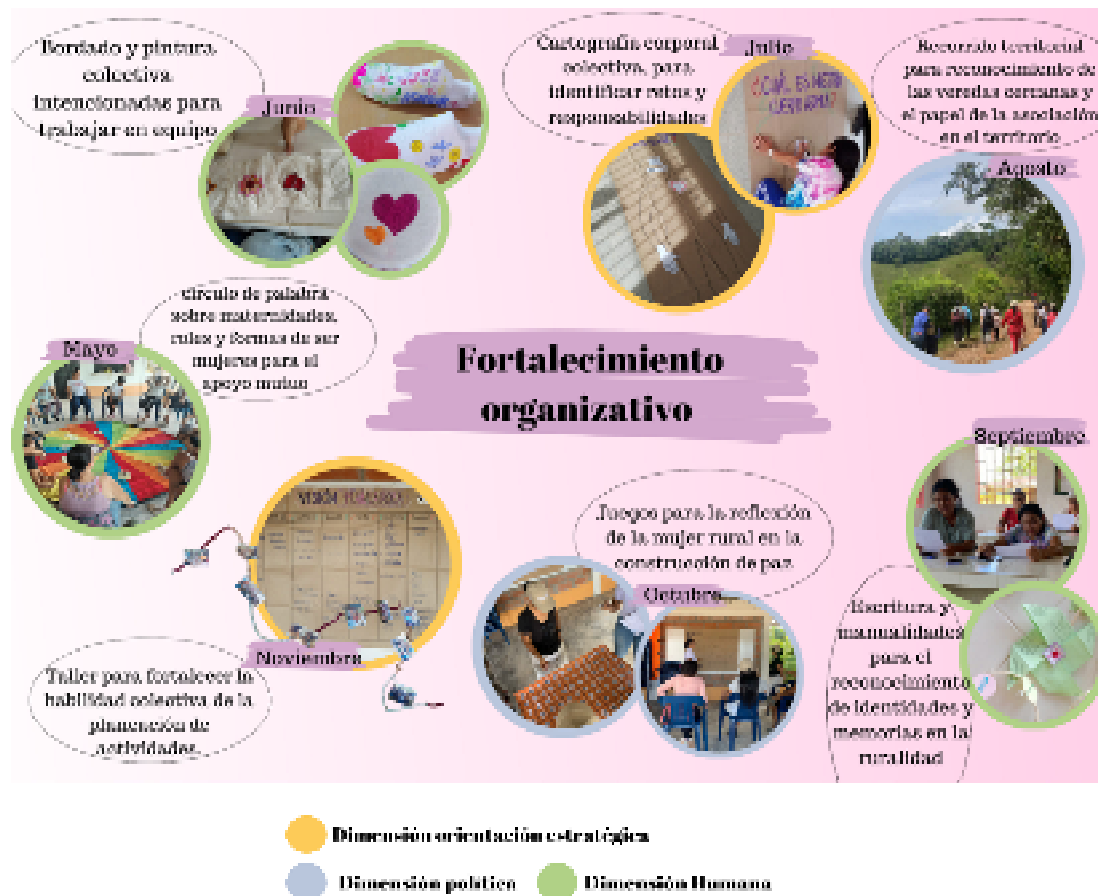 Bordado y pintura
colectiva
intencionadas para
trabajar en equipo
Junio
Cartografía corporal
colectiva, para
identificar retos y
responsabilidades
Julio
¿CUÁL ES NUESTRO
Recorrido territorial
para reconocimiento de
las veredas cercanas y
el papel de la asociación
en el territorio
Agosto
círculo de palabra
sobre maternidades,
roles y formas de ser
mujeres para el
apoyo mutuo
Mayo
Fortalecimiento
organizativo
Septiembre
Escritura y
manualidades
para el
reconocimiento
de identidades y
memorias en la
ruralidad
Juegos para la reflexión
de la mujer rural en la
construcción de paz
Octubre
VISIÓN
Noviembre
Taller para fortalecer la
habilidad colectiva de la
de
actividades
Dimensión orientación estratégica
Dimensión política
Dimensión Humana